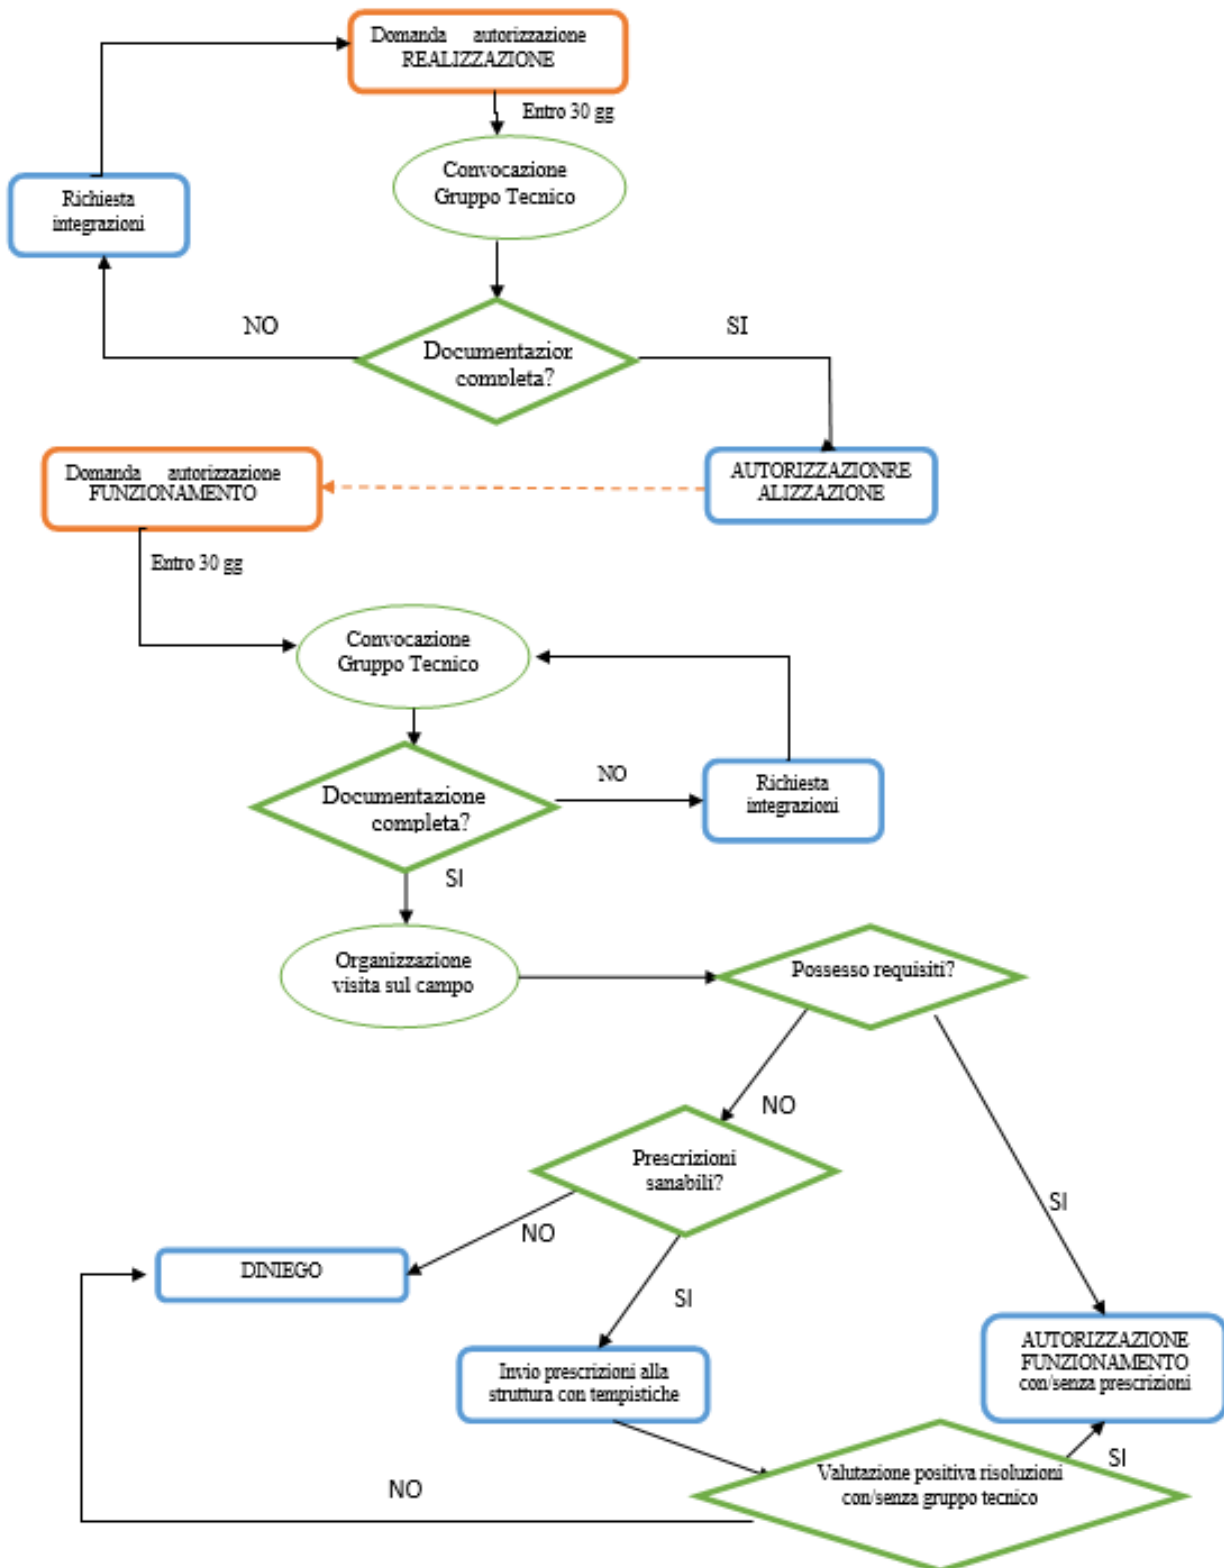 Domanda autorizzazione
REALIZZAZIONE
Entro 30 gg
Convocazione
Gruppo Tecnico
Richiesta
integrazioni
NO
SI
Documentazior
completa?
Domanda autorizzazione
FUNZIONAMENTO
AUTORIZZAZIONRE
ALIZZAZIONE
Entro 30 gg
Convocazione
Gruppo Tecnico
Documentazione
completa?
NO
Richiesta
integrazioni
SI
Organizzazione
visita sul campo
Possesso requisiti?
NO
Prescrizioni
sanabili?
SI
NO
DINIEGO
SI
Invio prescrizioni alla
struttura con tempistiche
AUTORIZZAZIONE
FUNZIONAMENTO
con/senza prescrizioni
SI
Valutazione positiva risoluzioni
con/senza gruppo tecnico
NO